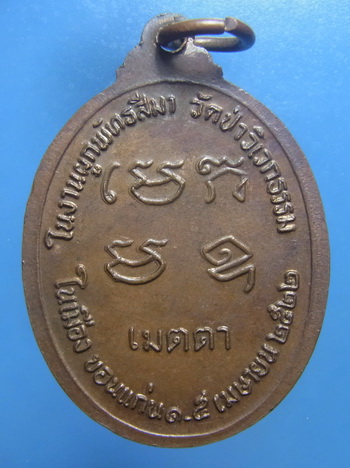 ในงานผูกพัทธสีมา วัดป่าวิเวกธรรม
เมตตา
ในเมือง ขอนแก่น ๑-๕ เมษายน ๒๕๒๒